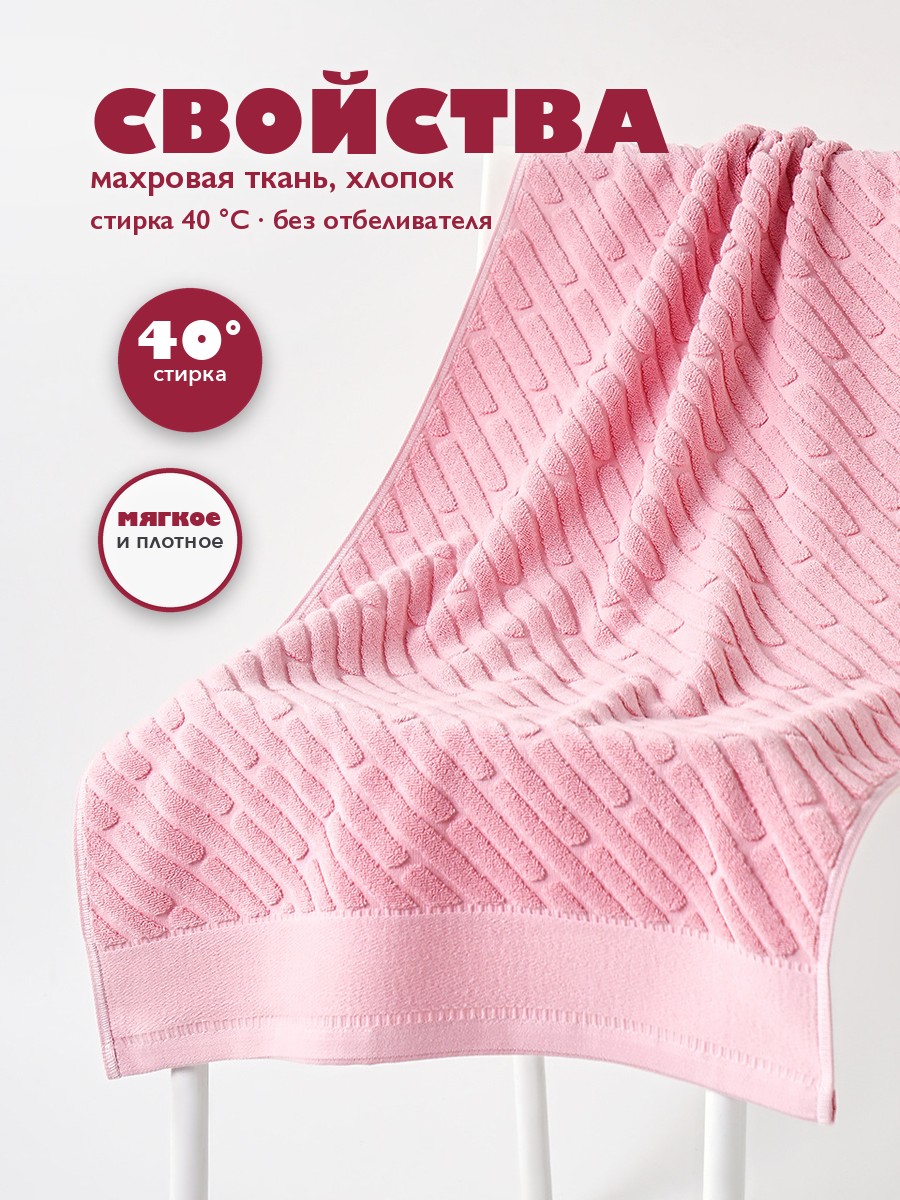 СВОЙСТВА
махровая ткань, хлопок
стирка 40 °C · без отбеливателя
40°
стирка
мягкое
и плотное